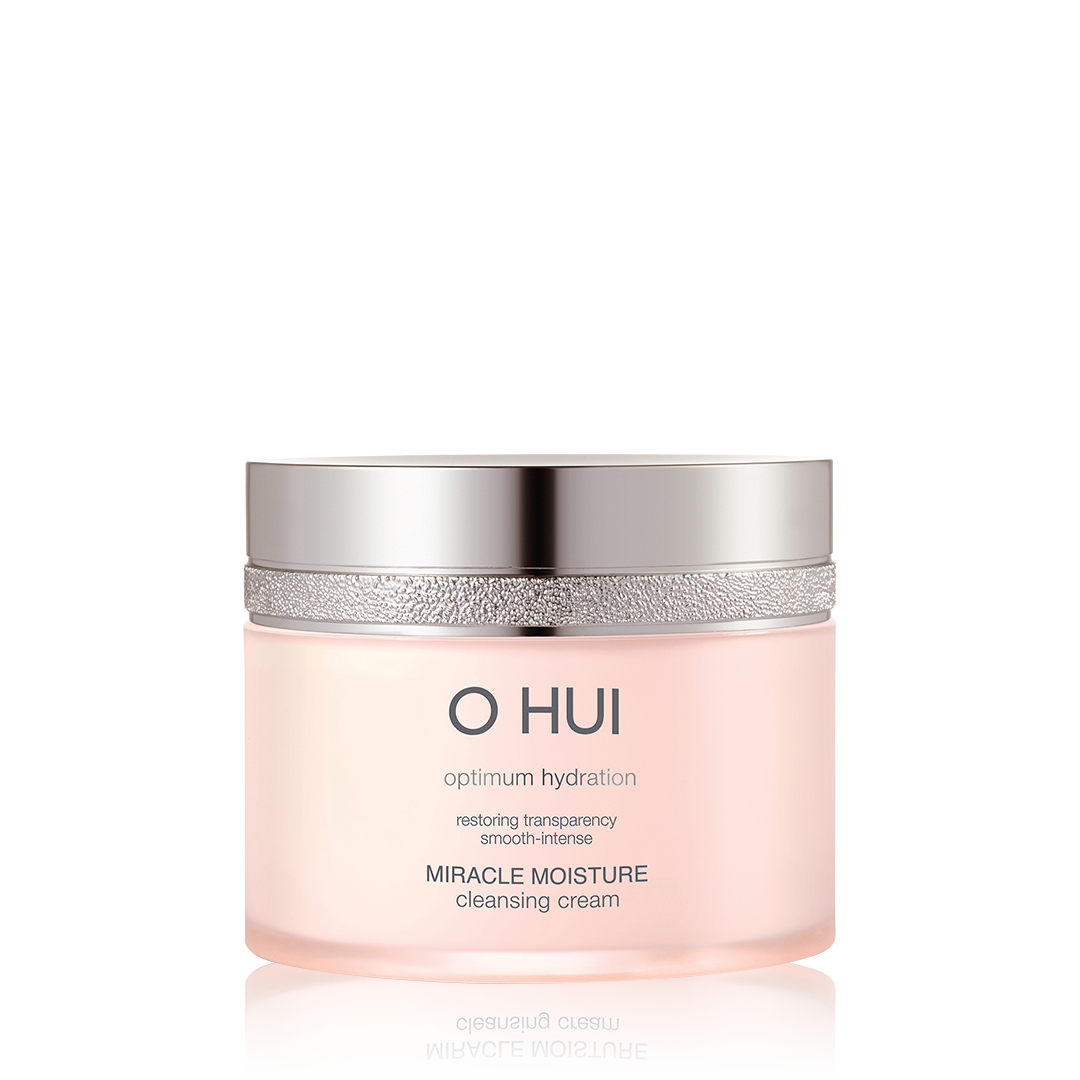 O HUI
optimum hydration
restoring transparency
smooth-intense
MIRACLE MOISTURE
cleansing cream